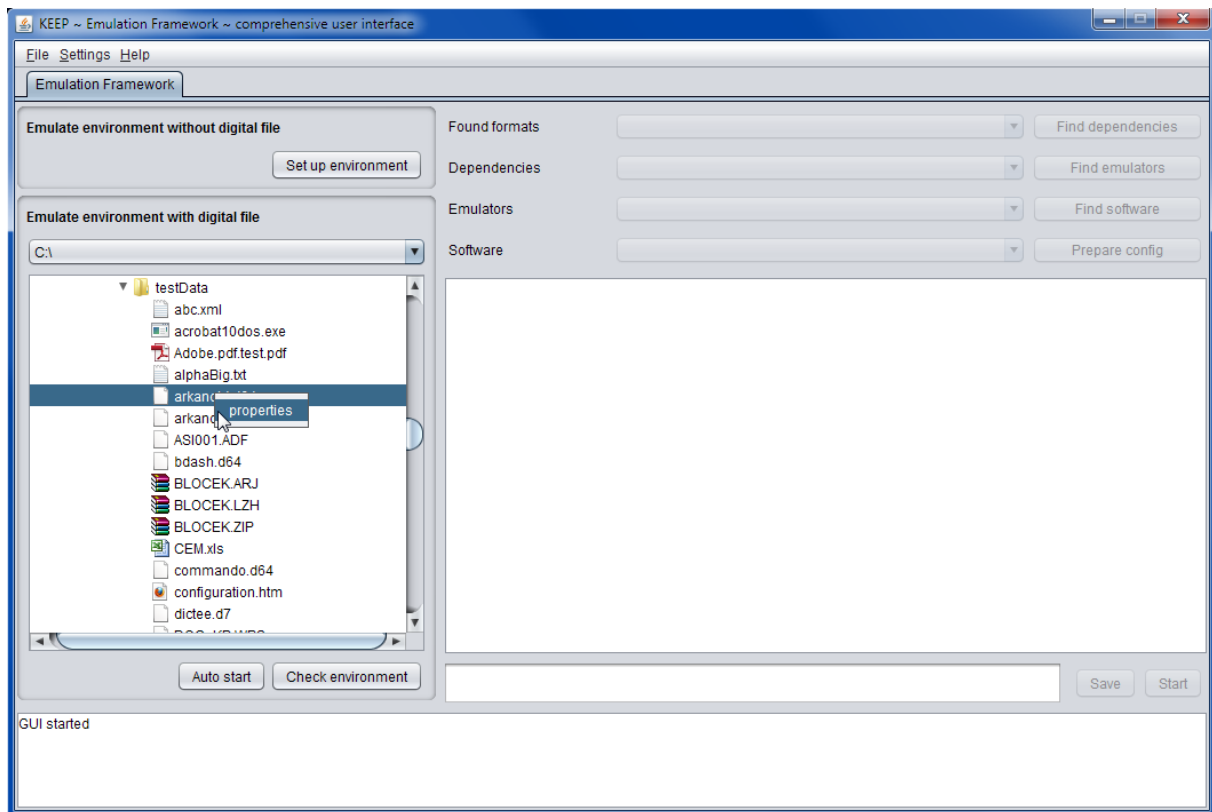 KEEP ~ Emulation Framework ~ comprehensive user interface
File Settings Help
Emulation Framework
Emulate environment without digital file
Set up environment
Emulate environment with digital file
C:\
testData
abc.xml
acrobat10dos.exe
Adobe.pdf.test.pdf
alphaBig.txt
properties
ASI001.ADF
bdash.d64
BLOCEK.ARJ
BLOCEK.LZH
BLOCEK.ZIP
CEM.xls
commando.d64
configuration.htm
dictee.d7
Auto start Check environment
Found formats Find dependencies
Dependencies Find emulators
Emulators Find software
Software Prepare config
Save Start
GUI started